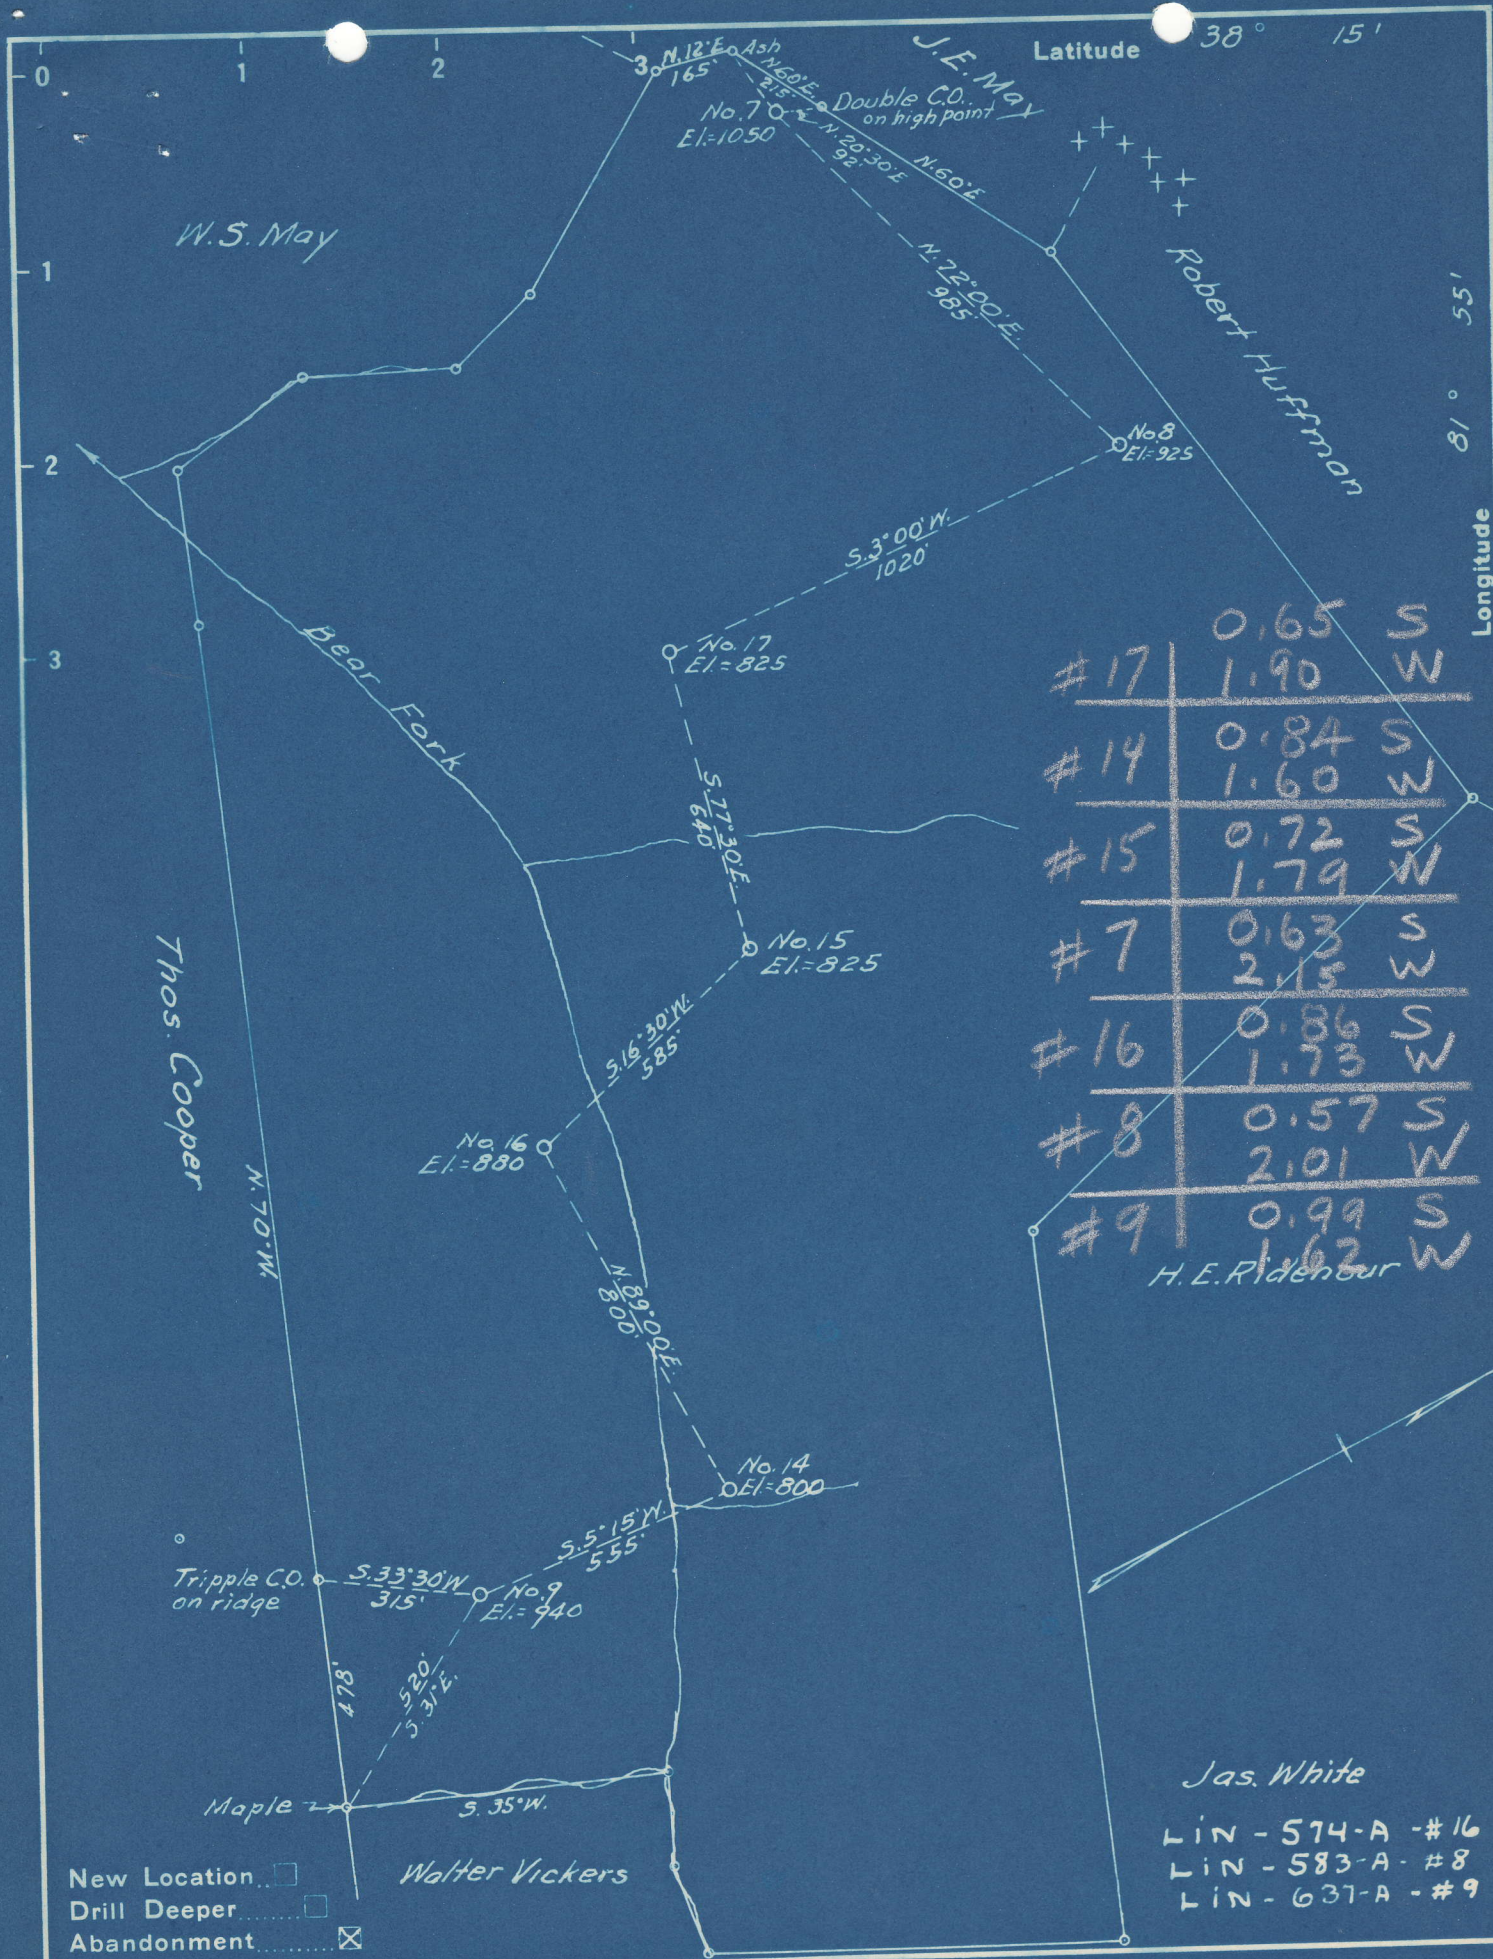 Latitude 38° 15'
0 1 2 3
1
2
3
N.12°E.
165'
Ash
N60°E.
215'
J.E. May
No.7
El.=1050
Double C.O.
on high point
N.20°30'E
92'
N.60°E
W.S. May
N.72°00'E.
985'
Robert Huffman
81° 55'
Longitude
No8
El=925
S.3°00'W.
1020'
Bear Fork
No.17
El.=825
S.77°30'E.
640'
#17 0.65 S
1.90 W
#14 0.84 S
1.60 W
#15 0.72 S
1.79 W
#7 0.63 S
2.15 W
#16 0.86 S
1.73 W
#8 0.57 S
2.01 W
#9 0.99 S
1.62 W
No.15
El.=825
Thos. Cooper
S.16°30'W.
585'
No.16
El.=880
N.70°W.
N.89°00'E.
800'
H.E.Ridenour
No.14
El=800
S.5°15'W.
555'
Tripple C.O.
on ridge
S.33°30'W
315'
No.9
El.=940
478'
520'
S.31°E.
Maple
S.35°W.
Walter Vickers
Jas. White
LiN - 574-A - #16
LiN - 583-A - #8
LiN - 637-A - #9
New Location..
Drill Deeper........
Abandonment..........